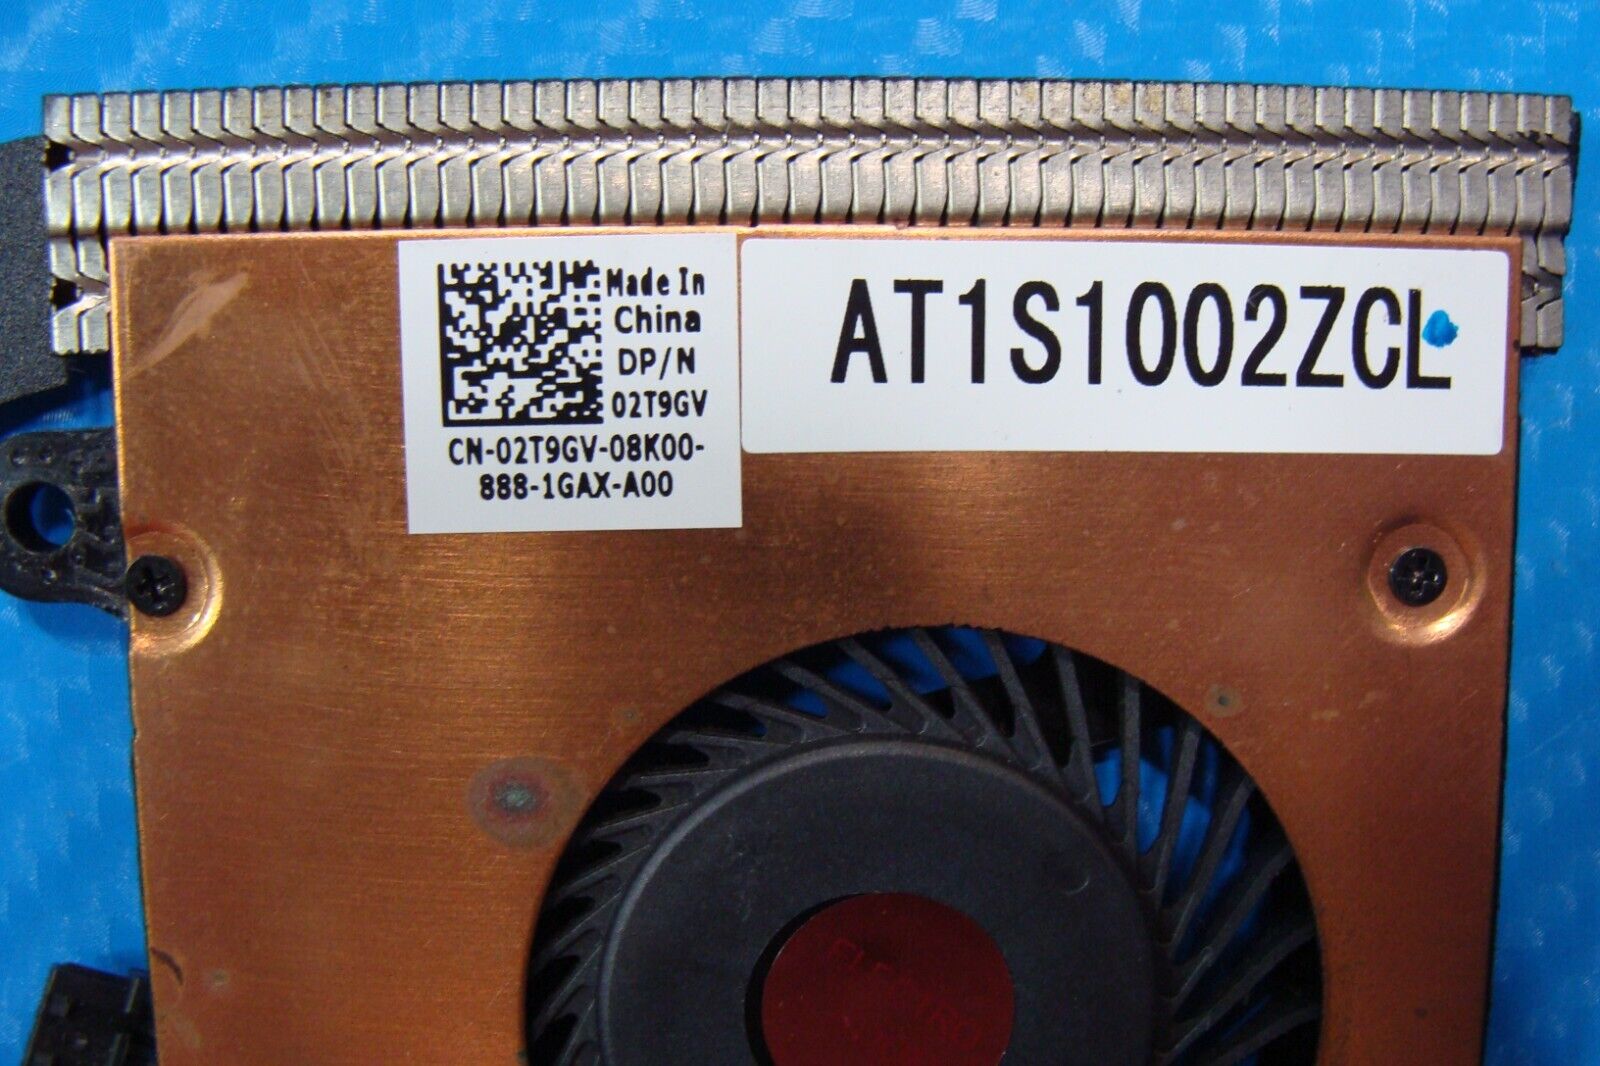 Made In
China
DP/N
02T9GV
CN-02T9GV-08K00-
888-1GAX-A00
AT1S1002ZCL